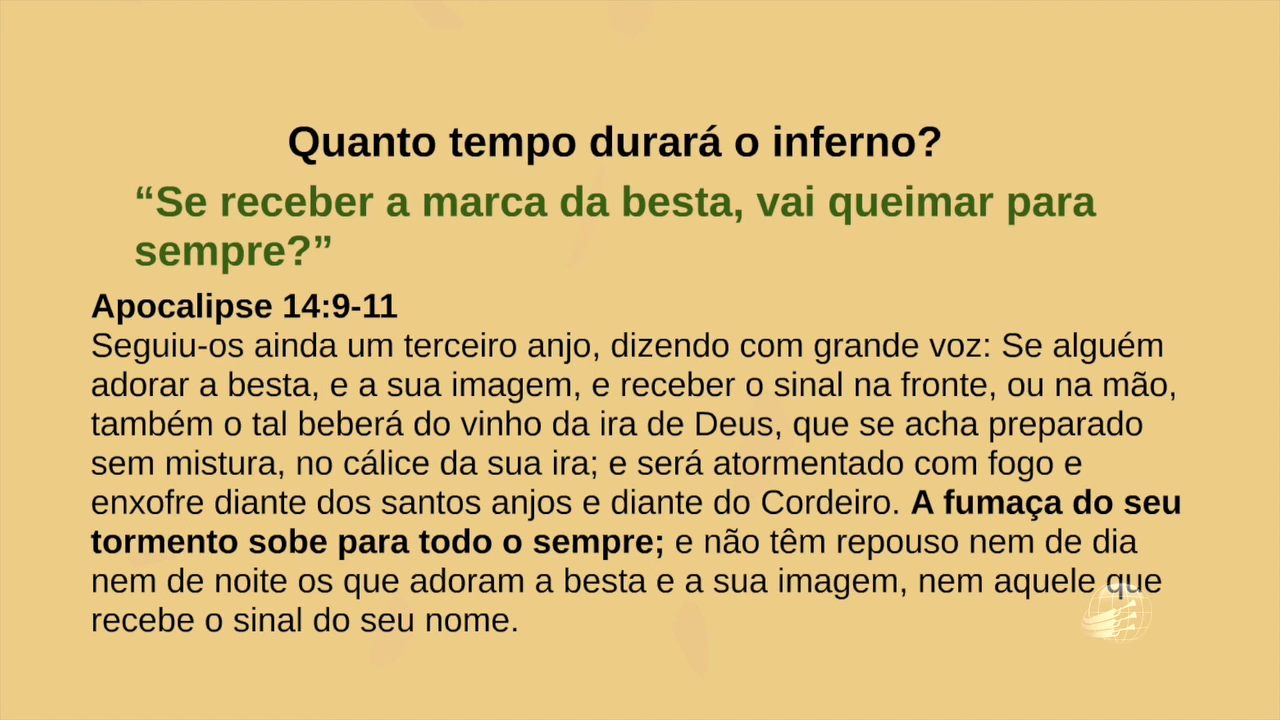 Quanto tempo durará o inferno?
“Se receber a marca da besta, vai queimar para
sempre?”
Apocalipse 14:9-11
Seguiu-os ainda um terceiro anjo, dizendo com grande voz: Se alguém
adorar a besta, e a sua imagem, e receber o sinal na fronte, ou na mão,
também o tal beberá do vinho da ira de Deus, que se acha preparado
sem mistura, no cálice da sua ira; e será atormentado com fogo e
enxofre diante dos santos anjos e diante do Cordeiro. A fumaça do seu
tormento sobe para todo o sempre; e não têm repouso nem de dia
nem de noite os que adoram a besta e a sua imagem, nem aquele que
recebe o sinal do seu nome.